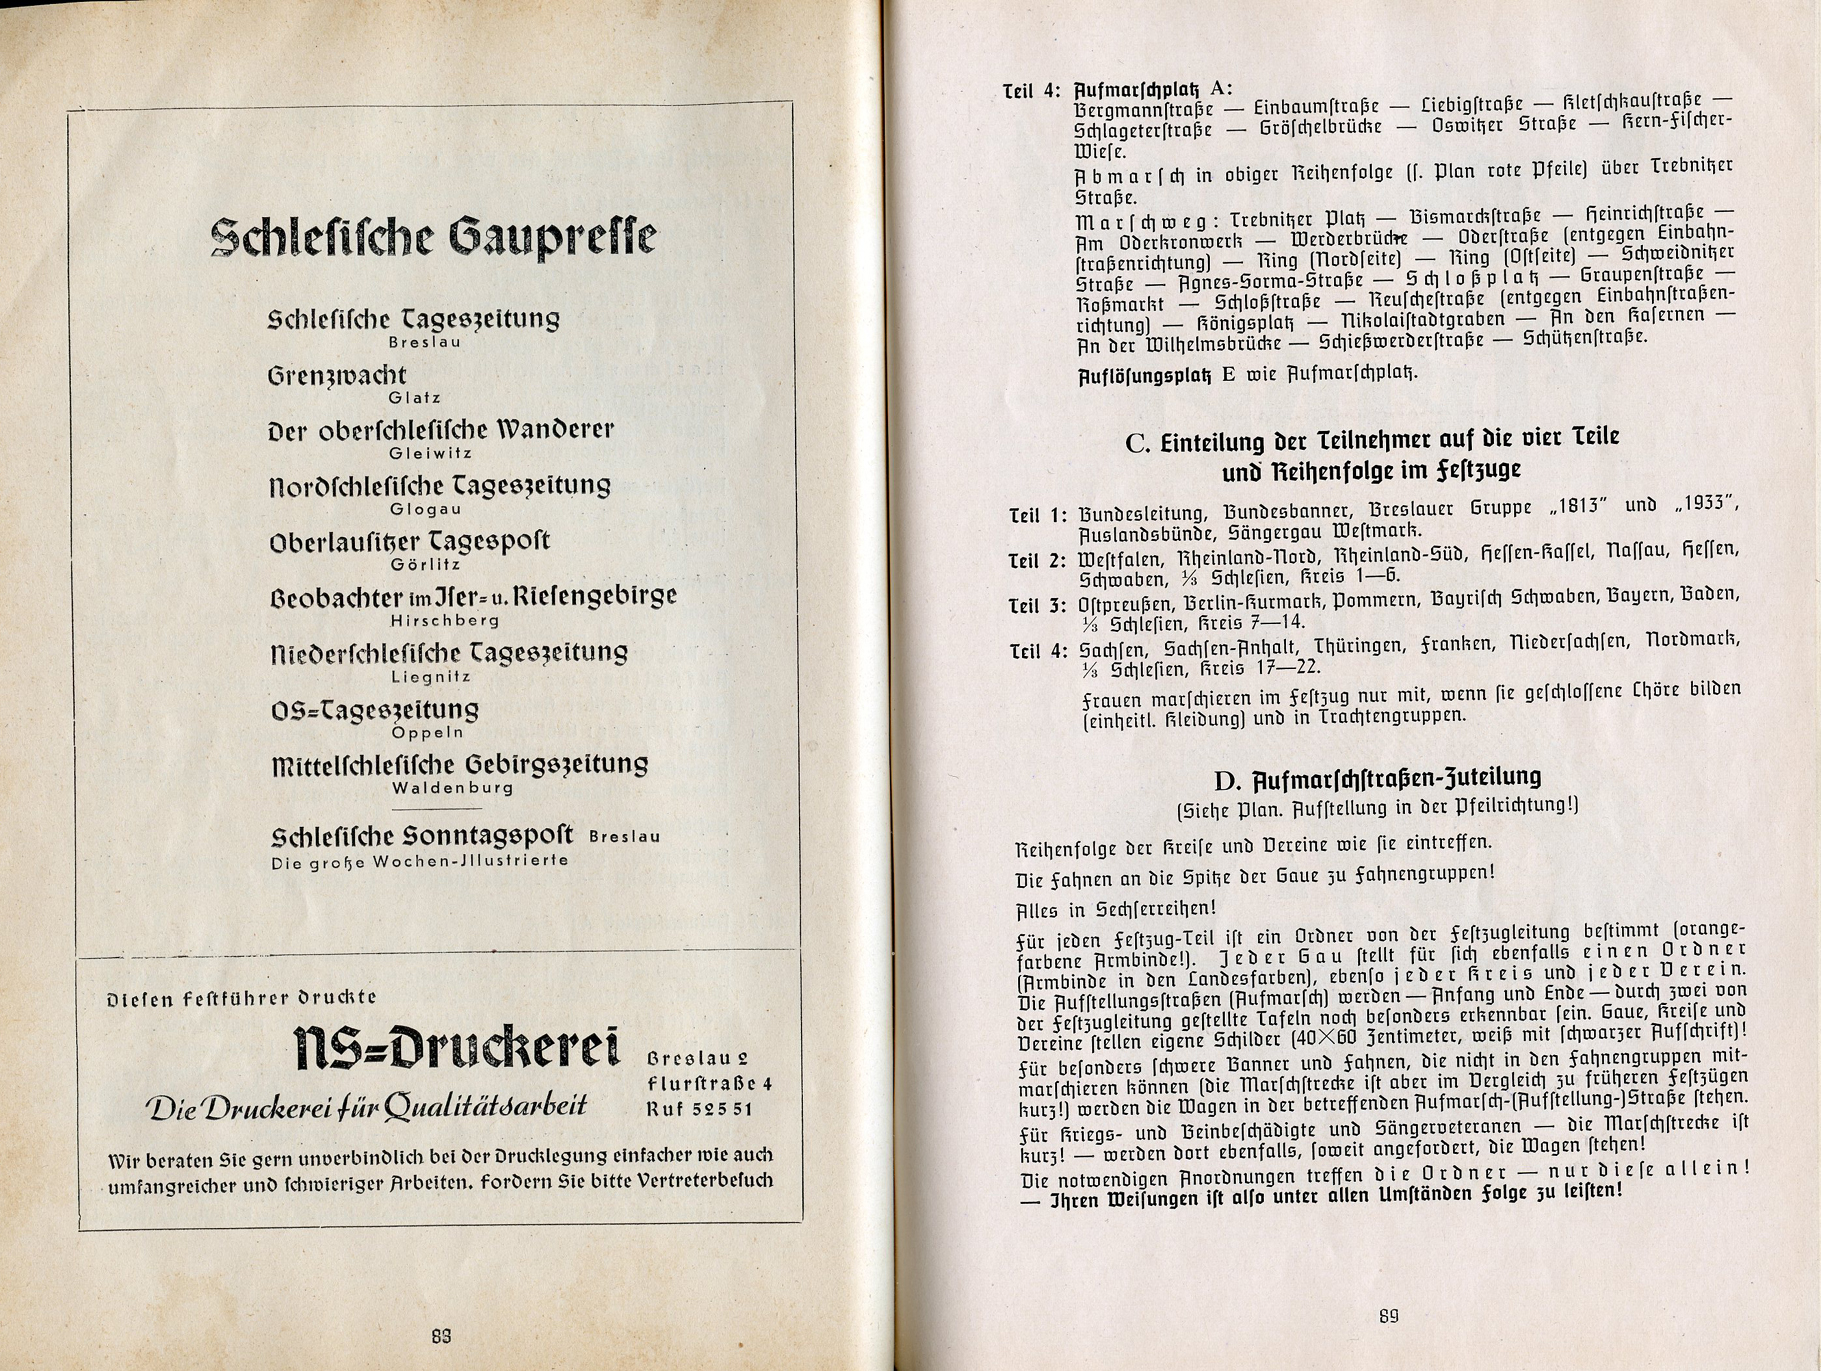 Schlesische Gaupresse
Schlesische Tageszeitung
Breslau
Grenzwacht
Glatz
Der oberschlesische Wanderer
Gleiwitz
Nordschlesische Tageszeitung
Glogau
Oberlausitzer Tagespost
Görlitz
Beobachter im Iser- u. Riesengebirge
Hirschberg
Niederschlesische Tageszeitung
Liegnitz
OS-Tageszeitung
Oppeln
Mittelschlesische Gebirgszeitung
Waldenburg
Schlesische Sonntagspost Breslau
Die große Wochen-Jllustrierte
Diesen Festführer druckte
NS-Druckerei
Breslau 2
Flurstraße 4
Ruf 52551
Die Druckerei für Qualitätsarbeit
Wir beraten Sie gern unverbindlich bei der Drucklegung einfacher wie auch
umfangreicher und schwieriger Arbeiten. Fordern Sie bitte Vertreterbesuch
88
Teil 4: Aufmarschplatz A:
Bergmannstraße — Einbaumstraße — Liebigstraße — Kletschkaustraße —
Schlageterstraße — Gröschelbrücke — Oswitzer Straße — Kern-Fischer-
Wiese.
Abmarsch in obiger Reihenfolge (s. Plan rote Pfeile) über Trebnitzer
Straße.
Marschweg: Trebnitzer Platz — Bismarckstraße — Heinrichstraße —
Am Oderkronwerk — Werderbrücke — Oderstraße (entgegen Einbahn-
straßenrichtung) — Ring (Nordseite) — Ring (Ostseite) — Schweidnitzer
Straße — Agnes-Sorma-Straße — Schloßplatz — Graupenstraße —
Roßmarkt — Schloßstraße — Reuschestraße (entgegen Einbahnstraßen-
richtung) — Königsplatz — Nikolaistadtgraben — An den Kasernen —
An der Wilhelmsbrücke — Schießwerderstraße — Schützenstraße.
Auflösungsplatz E wie Aufmarschplatz.
C. Einteilung der Teilnehmer auf die vier Teile
und Reihenfolge im Festzuge
Teil 1: Bundesleitung, Bundesbanner, Breslauer Gruppe „1813" und „1933",
Auslandsbünde, Sängergau Westmark.
Teil 2: Westfalen, Rheinland-Nord, Rheinland-Süd, Hessen-Kassel, Nassau, Hessen,
Schwaben, ⅓ Schlesien, Kreis 1—6.
Teil 3: Ostpreußen, Berlin-Kurmark, Pommern, Bayrisch Schwaben, Bayern, Baden,
⅓ Schlesien, Kreis 7—14.
Teil 4: Sachsen, Sachsen-Anhalt, Thüringen, Franken, Niedersachsen, Nordmark,
⅓ Schlesien, Kreis 17—22.
Frauen marschieren im Festzug nur mit, wenn sie geschlossene Chöre bilden
(einheitl. Kleidung) und in Trachtengruppen.
D. Aufmarschstraßen-Zuteilung
(Siehe Plan. Aufstellung in der Pfeilrichtung!)
Reihenfolge der Kreise und Vereine wie sie eintreffen.
Die Fahnen an die Spitze der Gaue zu Fahnengruppen!
Alles in Sechserreihen!
Für jeden Festzug-Teil ist ein Ordner von der Festzugleitung bestimmt (orange-
farbene Armbinde!). Jeder Gau stellt für sich ebenfalls einen Ordner
(Armbinde in den Landesfarben), ebenso jeder Kreis und jeder Verein.
Die Aufstellungsstraßen (Aufmarsch) werden — Anfang und Ende — durch zwei von
der Festzugleitung gestellte Tafeln noch besonders erkennbar sein. Gaue, Kreise und
Vereine stellen eigene Schilder (40×60 Zentimeter, weiß mit schwarzer Aufschrift)!
Für besonders schwere Banner und Fahnen, die nicht in den Fahnengruppen mit-
marschieren können (die Marschstrecke ist aber im Vergleich zu früheren Festzügen
kurz!) werden die Wagen in der betreffenden Aufmarsch-(Aufstellung-)Straße stehen.
Für Kriegs- und Beinbeschädigte und Sängerveteranen — die Marschstrecke ist
kurz! — werden dort ebenfalls, soweit angefordert, die Wagen stehen!
Die notwendigen Anordnungen treffen die Ordner — nur diese allein!
— Ihren Weisungen ist also unter allen Umständen Folge zu leisten!
89